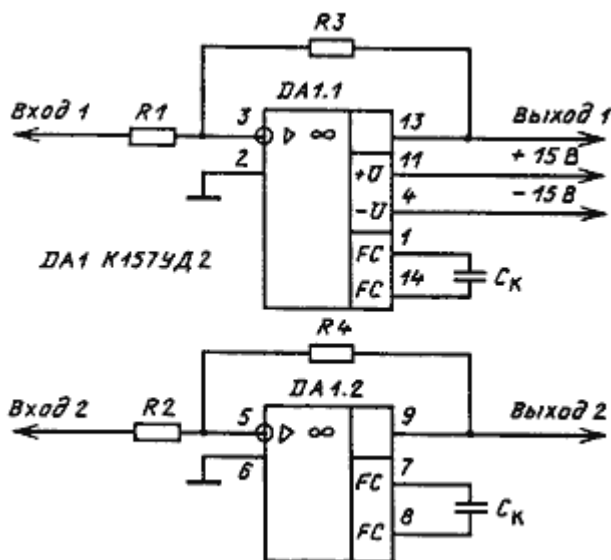 R3
DA1.1
Вход 1 R1 3 ▷ ∞ 13 Выход 1
2 +U 11 +15 В
-U 4 -15 В
DA1 К157УД2 FC 1
FC 14 Cк
R4
DA1.2
Вход 2 R2 5 ▷ ∞ 9 Выход 2
6 FC 7
FC 8 Cк